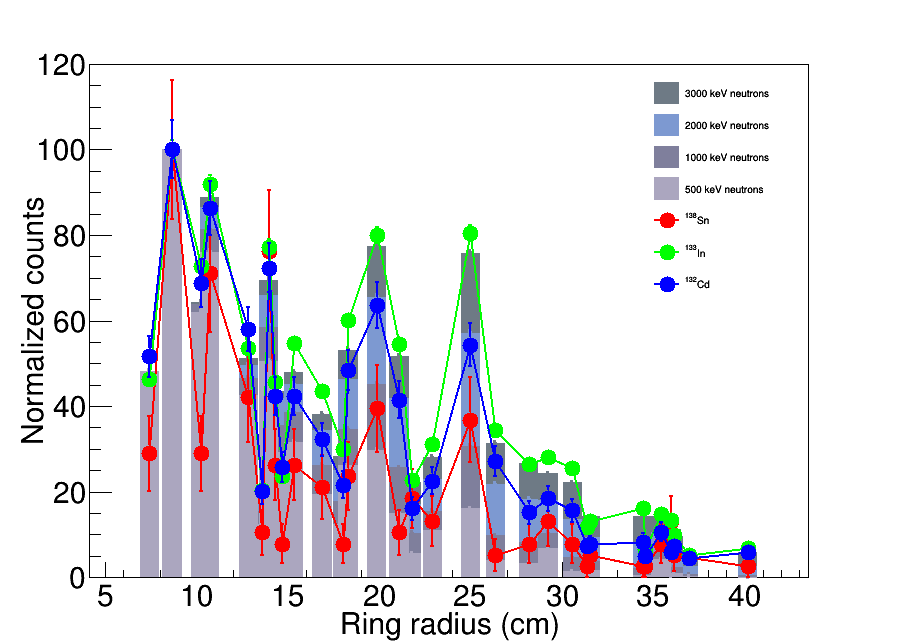 120
100
80
60
40
20
0
Normalized counts
3000 keV neutrons
2000 keV neutrons
1000 keV neutrons
500 keV neutrons
¹³⁸Sn
¹³³In
¹³²Cd
5 10 15 20 25 30 35 40
Ring radius (cm)